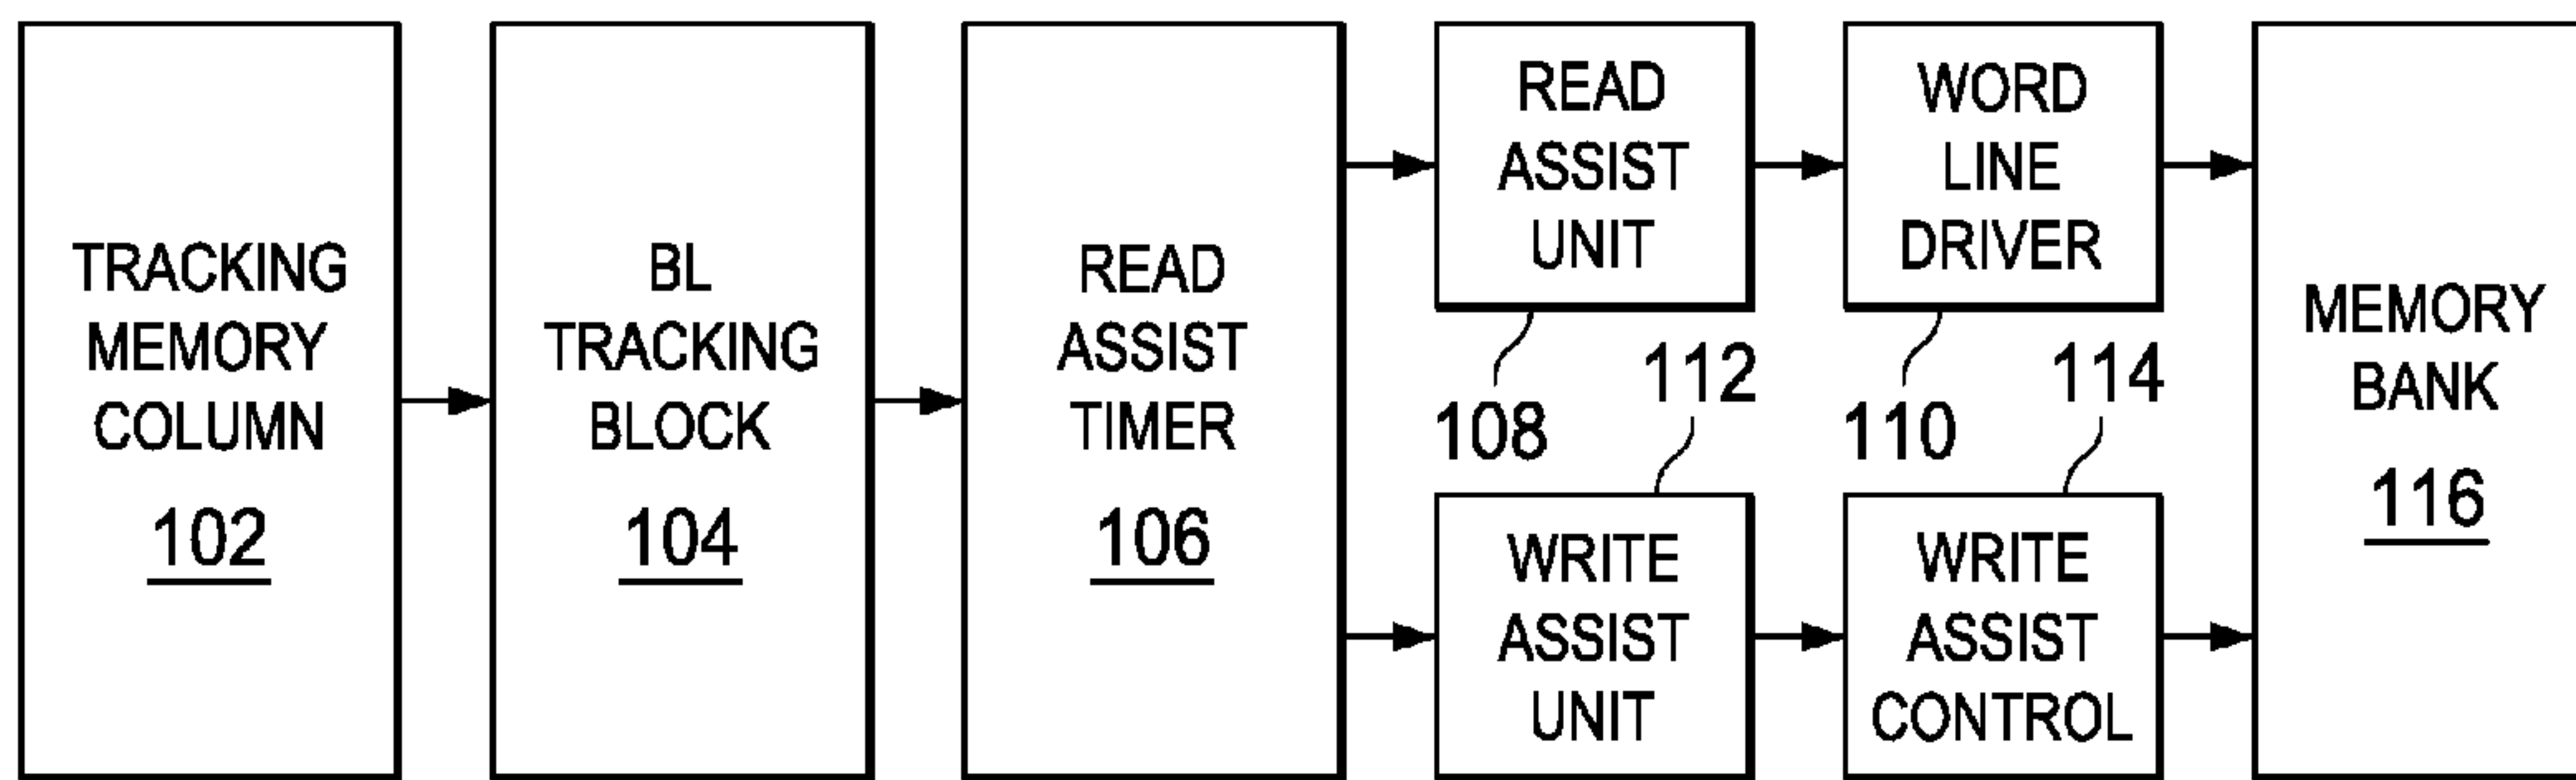 TRACKING
MEMORY
COLUMN
102
BL
TRACKING
BLOCK
104
READ
ASSIST
TIMER
106
READ
ASSIST
UNIT
108
WORD
LINE
DRIVER
110
112
WRITE
ASSIST
UNIT
114
WRITE
ASSIST
CONTROL
MEMORY
BANK
116